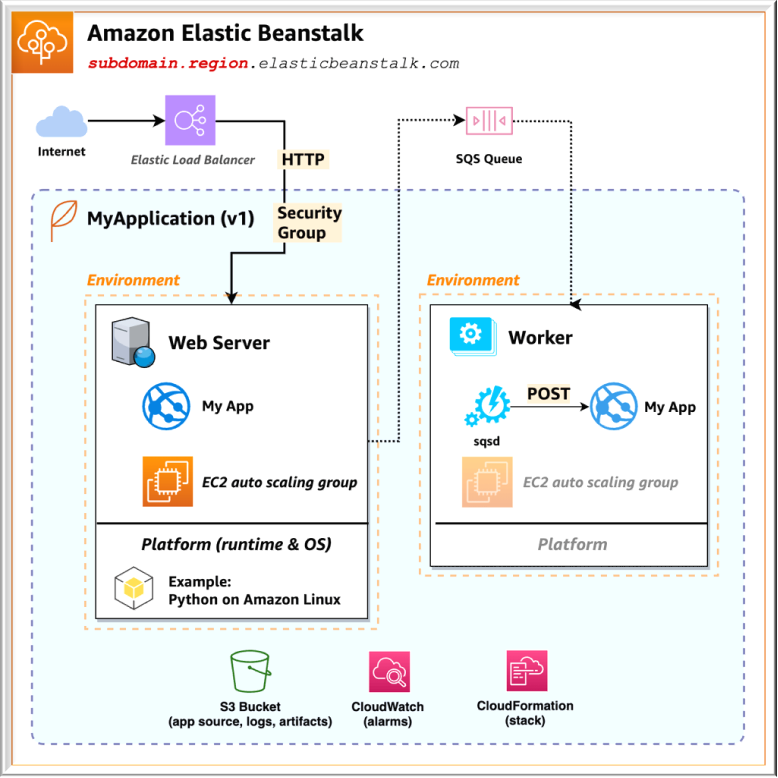 Amazon Elastic Beanstalk
subdomain.region.elasticbeanstalk.com
Internet
Elastic Load Balancer
HTTP
SQS Queue
MyApplication (v1)
Security
Group
Environment
Web Server
My App
EC2 auto scaling group
Platform (runtime & OS)
Example:
Python on Amazon Linux
Environment
Worker
sqsd
POST
My App
EC2 auto scaling group
Platform
S3 Bucket
(app source, logs, artifacts)
CloudWatch
(alarms)
CloudFormation
(stack)